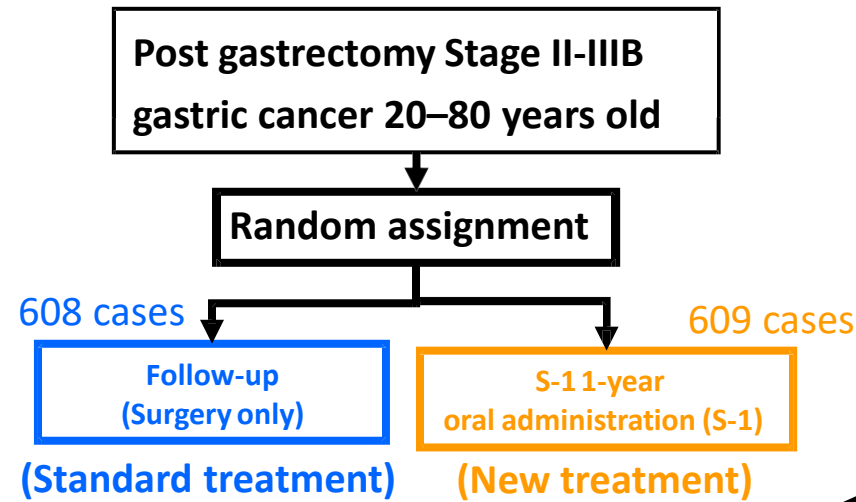 Post gastrectomy Stage II-IIIB
gastric cancer 20–80 years old
Random assignment
608 cases
609 cases
Follow-up
(Surgery only)
S-1 1-year
oral administration (S-1)
(Standard treatment)
(New treatment)